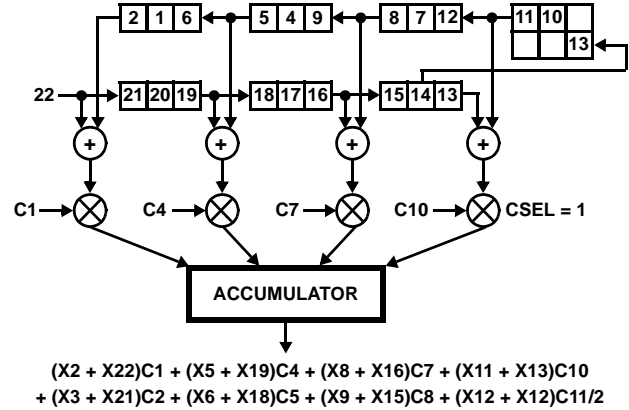 2 1 6 5 4 9 8 7 12 11 10
13
22 21 20 19 18 17 16 15 14 13
+ + + +
C1 C4 C7 C10 CSEL = 1
ACCUMULATOR
(X2 + X22)C1 + (X5 + X19)C4 + (X8 + X16)C7 + (X11 + X13)C10
+ (X3 + X21)C2 + (X6 + X18)C5 + (X9 + X15)C8 + (X12 + X12)C11/2